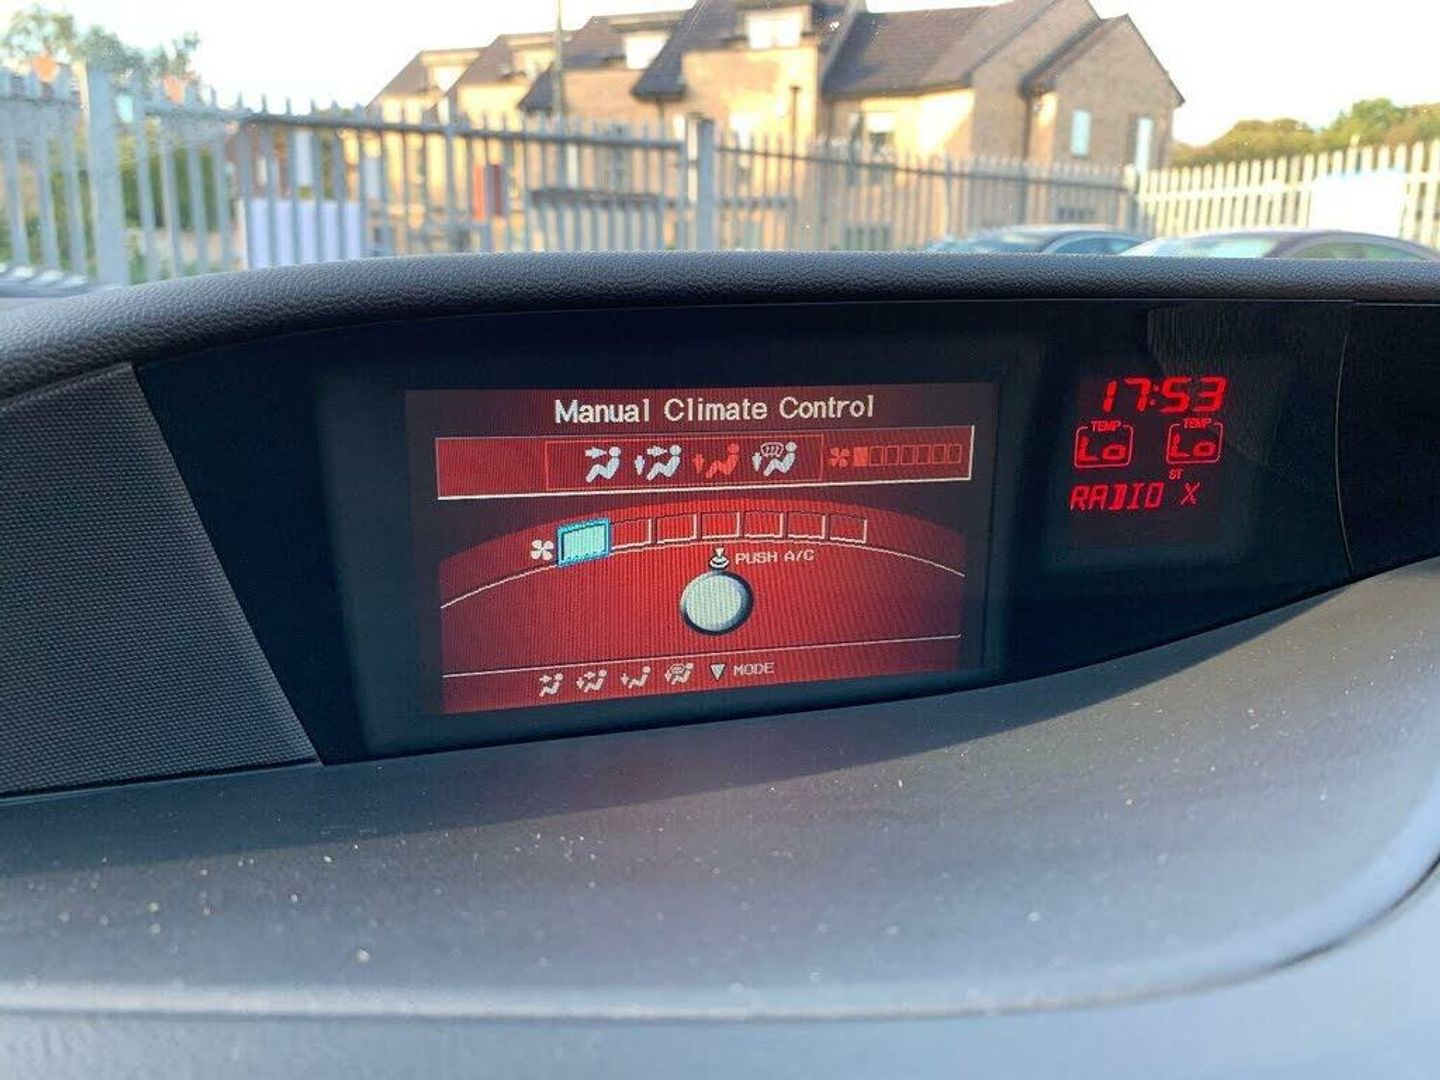 Manual Climate Control
PUSH A/C
MODE
17:53
TEMP TEMP
Lo Lo
ST
RADIO X